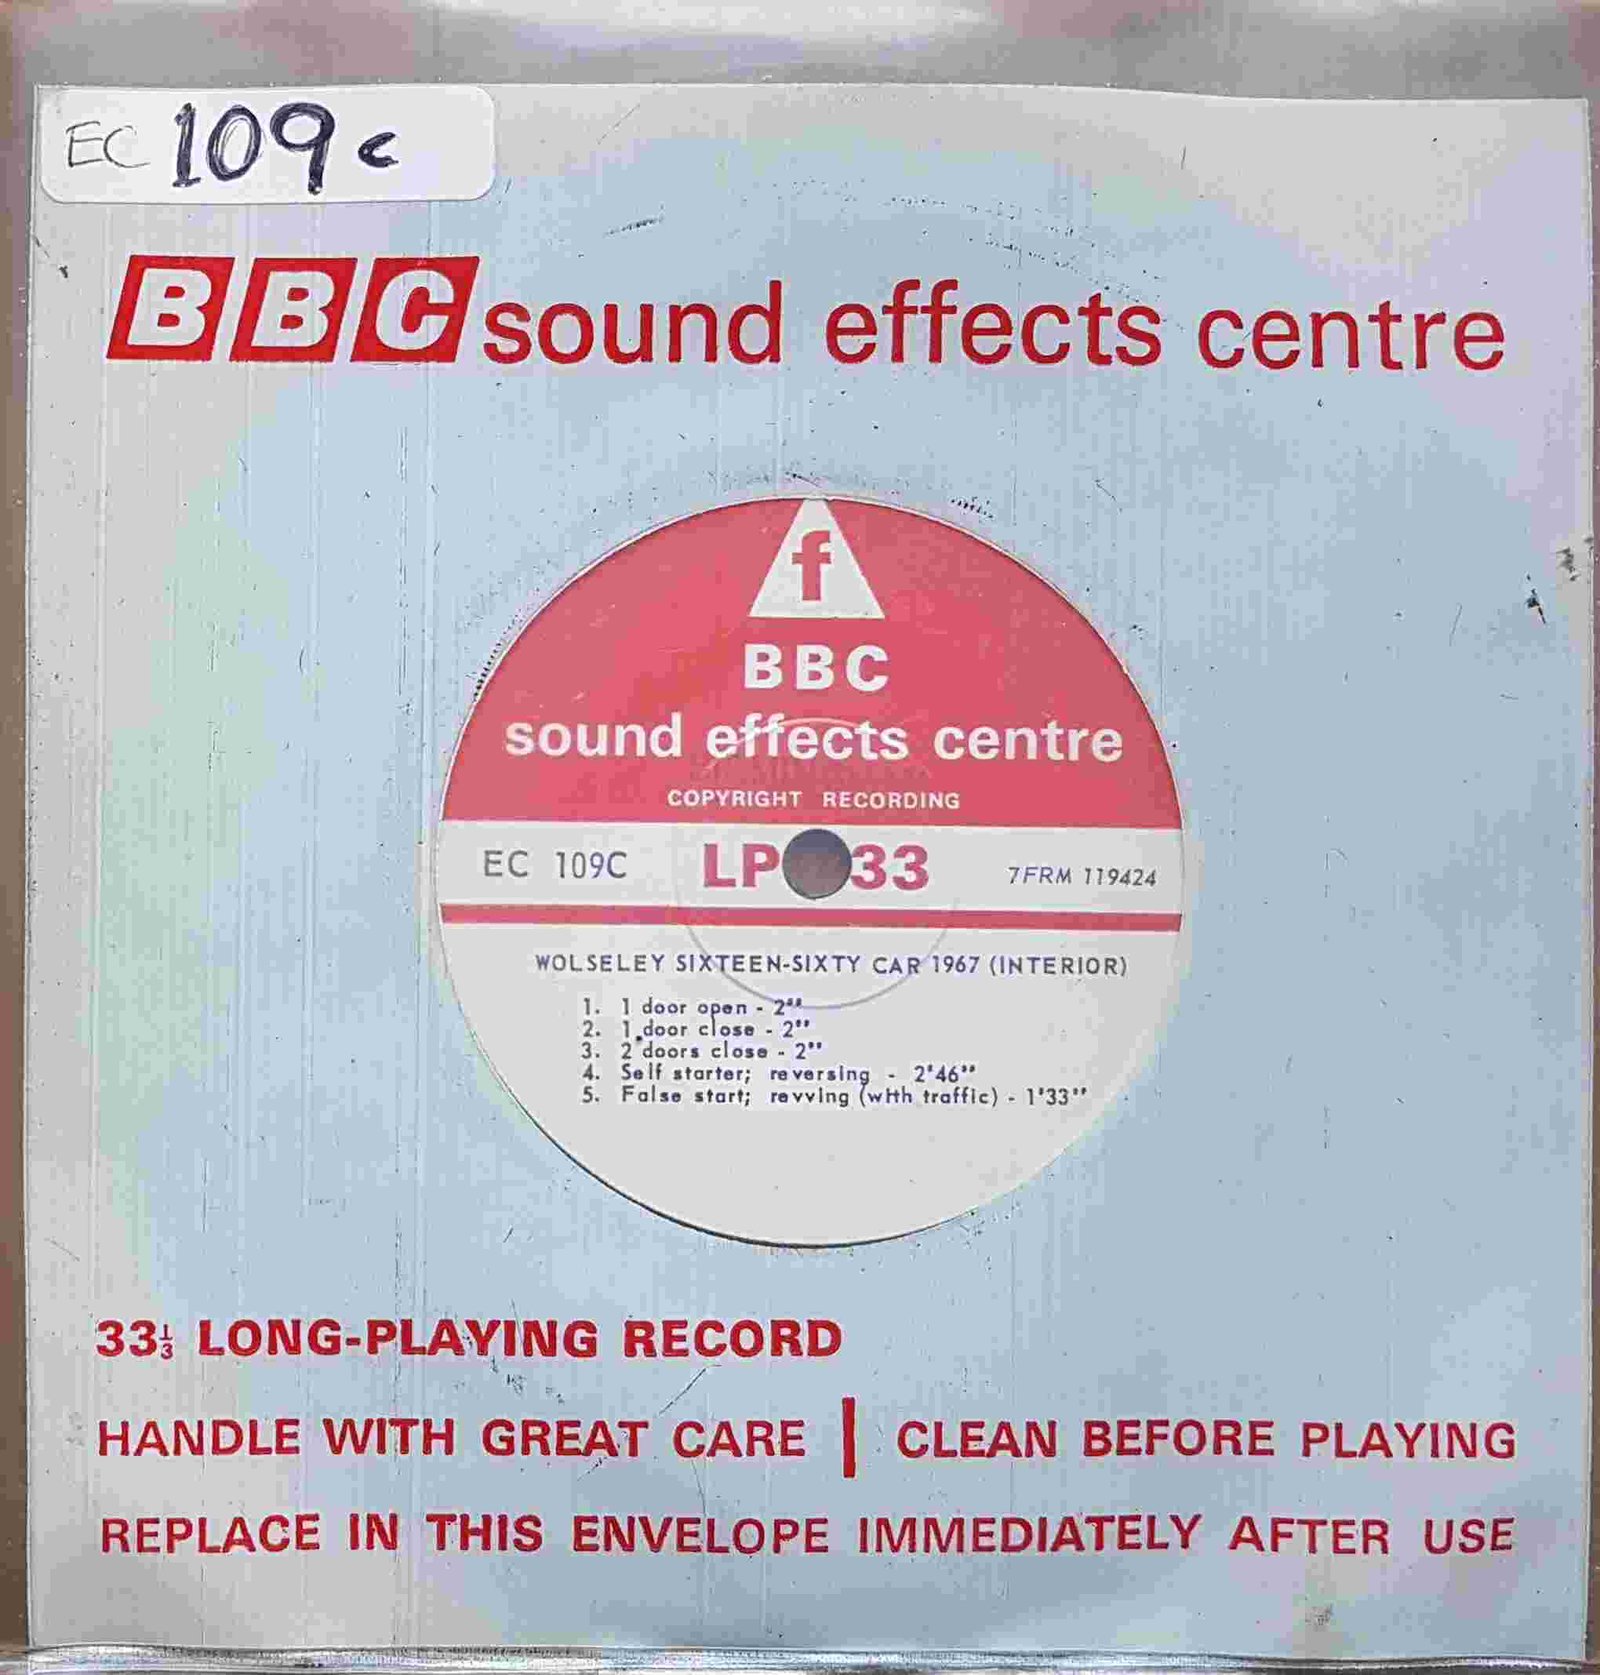 EC 109c
BBC sound effects centre
f
BBC
sound effects centre
COPYRIGHT RECORDING
EC 109C LP 33 7FRM 119424
WOLSELEY SIXTEEN-SIXTY CAR 1967 (INTERIOR)
1. 1 door open - 2"
2. 1 door close - 2"
3. 2 doors close - 2"
4. Self starter; reversing - 2'46"
5. False start; revving (with traffic) - 1'33"
33⅓ LONG-PLAYING RECORD
HANDLE WITH GREAT CARE | CLEAN BEFORE PLAYING
REPLACE IN THIS ENVELOPE IMMEDIATELY AFTER USE